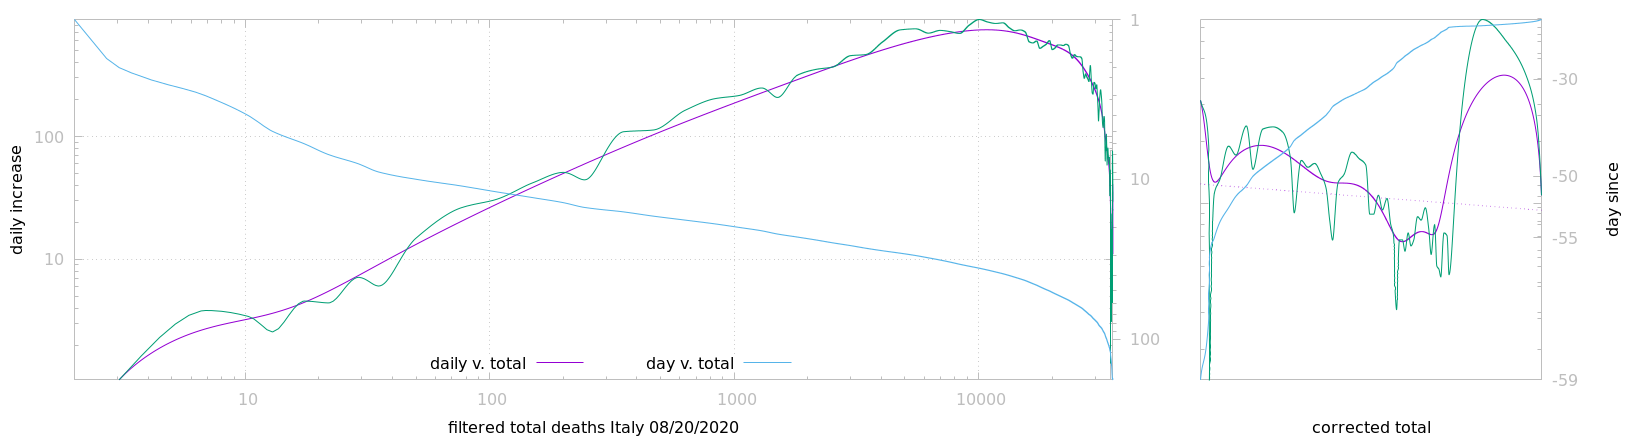 daily increase
100
10
10
100
1000
10000
1
10
100
daily v. total
day v. total
filtered total deaths Italy 08/20/2020
-30
-50
-55
-59
day since
corrected total